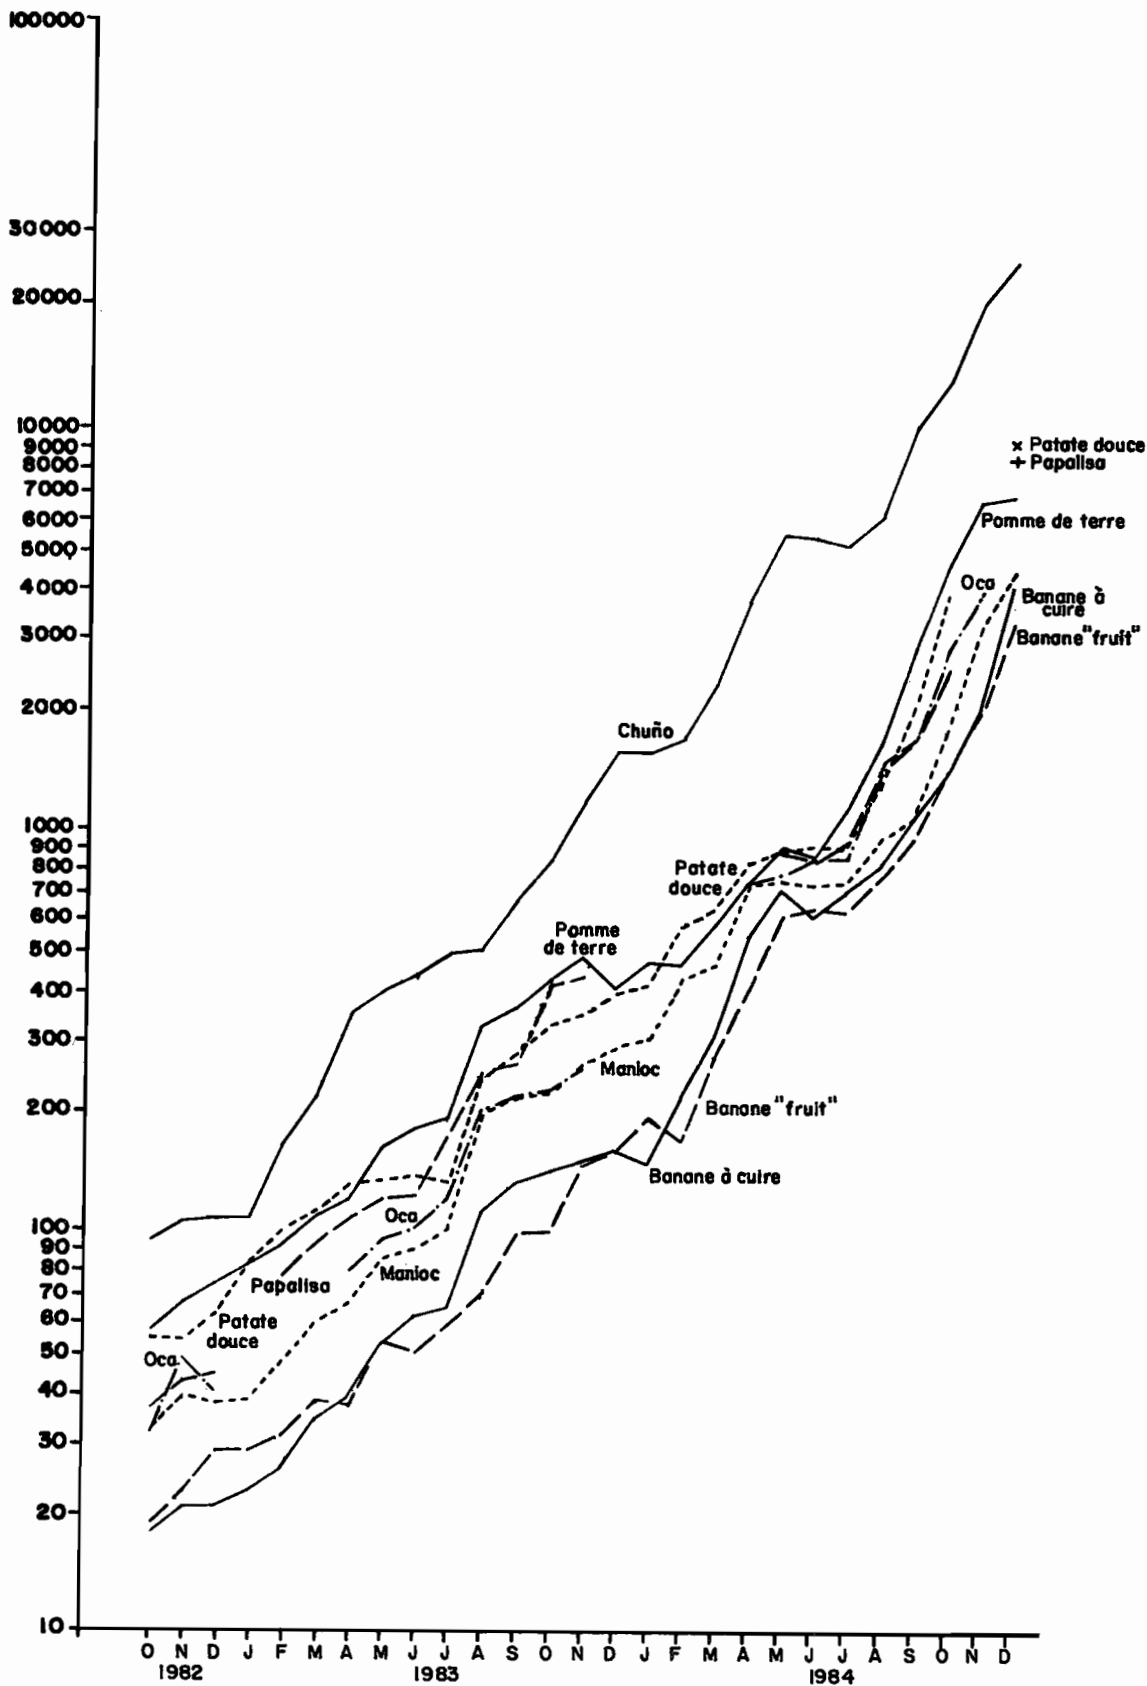 100000
30000
20000
10000
9000
8000
7000
6000
5000
4000
3000
2000
1000
900
800
700
600
500
400
300
200
100
90
80
70
60
50
40
30
20
10
x Patate douce
+ Papalisa
Pomme de terre
Oca
Banane à
cuire
Banane "fruit"
Chuño
Patate
douce
Pomme
de terre
Manioc
Banane "fruit"
Banane à cuire
Oca
Papalisa
Manioc
Patate
douce
Oca
O N D J F M A M J J A S O N D J F M A M J J A S O N D
1982 1983 1984